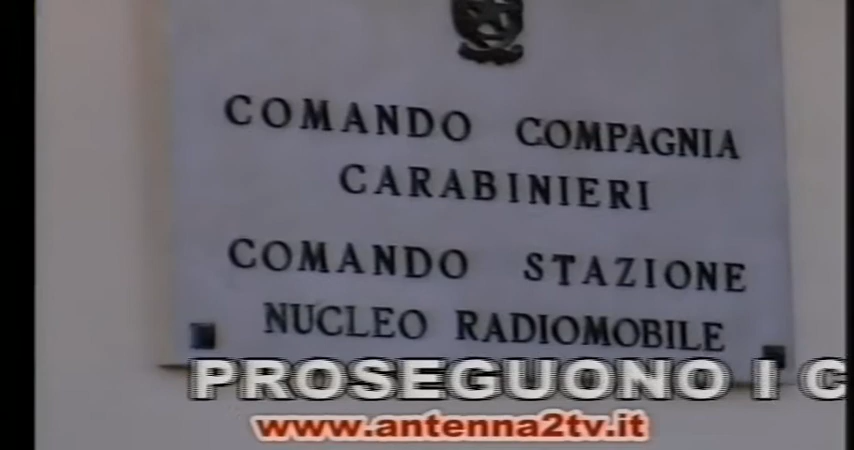 COMANDO COMPAGNIA
CARABINIERI
COMANDO STAZIONE
NUCLEO RADIOMOBILE
PROSEGUONO I C
www.antenna2tv.it